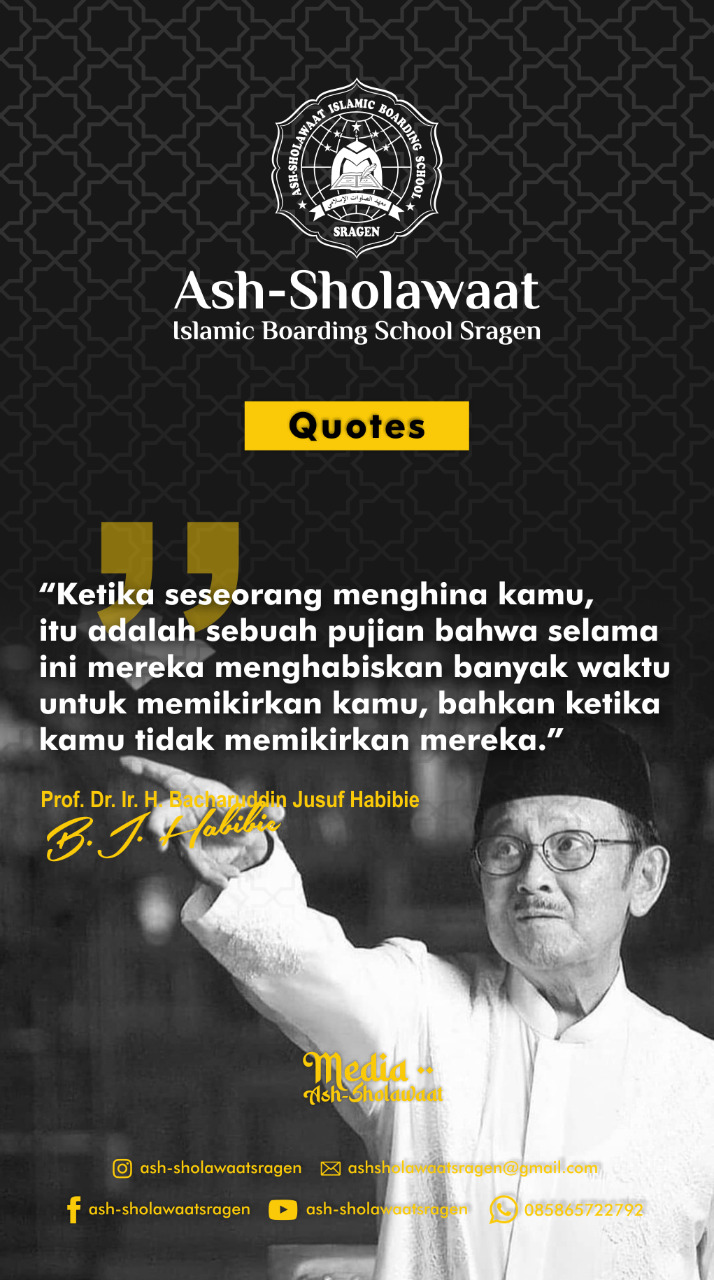 ASH-SHOLAWAAT ISLAMIC BOARDING SCHOOL
SRAGEN
Ash-Sholawaat
Islamic Boarding School Sragen
Quotes
“Ketika seseorang menghina kamu,
itu adalah sebuah pujian bahwa selama
ini mereka menghabiskan banyak waktu
untuk memikirkan kamu, bahkan ketika
kamu tidak memikirkan mereka.”
Prof. Dr. Ir. H. Bacharuddin Jusuf Habibie
B. J. Habibie
Media
Ash-Sholawaat
ash-sholawaatsragen ashsholawaatsragen@gmail.com
ash-sholawaatsragen ash-sholawaatsragen 085865722792